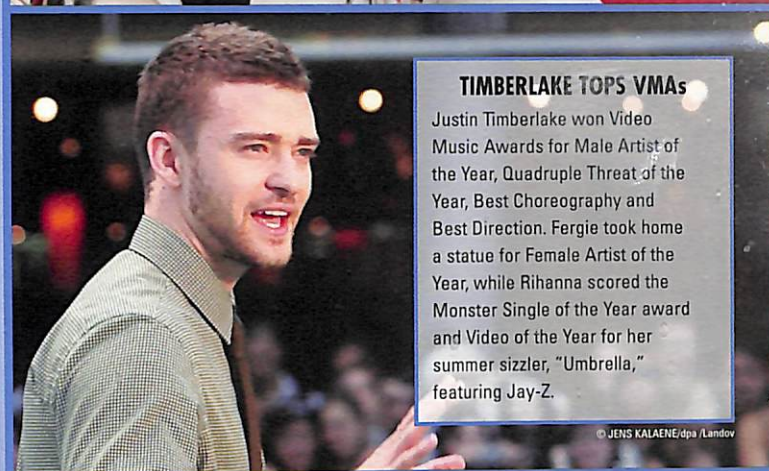 TIMBERLAKE TOPS VMAs
Justin Timberlake won Video
Music Awards for Male Artist of
the Year, Quadruple Threat of the
Year, Best Choreography and
Best Direction. Fergie took home
a statue for Female Artist of the
Year, while Rihanna scored the
Monster Single of the Year award
and Video of the Year for her
summer sizzler, "Umbrella,"
featuring Jay-Z.
© JENS KALAENE/dpa /Landov